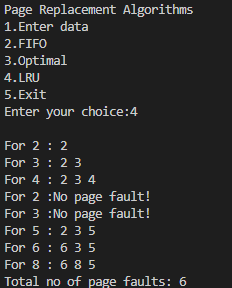 Page Replacement Algorithms
1.Enter data
2.FIFO
3.Optimal
4.LRU
5.Exit
Enter your choice:4
For 2 : 2
For 3 : 2 3
For 4 : 2 3 4
For 2 :No page fault!
For 3 :No page fault!
For 5 : 2 3 5
For 6 : 6 3 5
For 8 : 6 8 5
Total no of page faults: 6